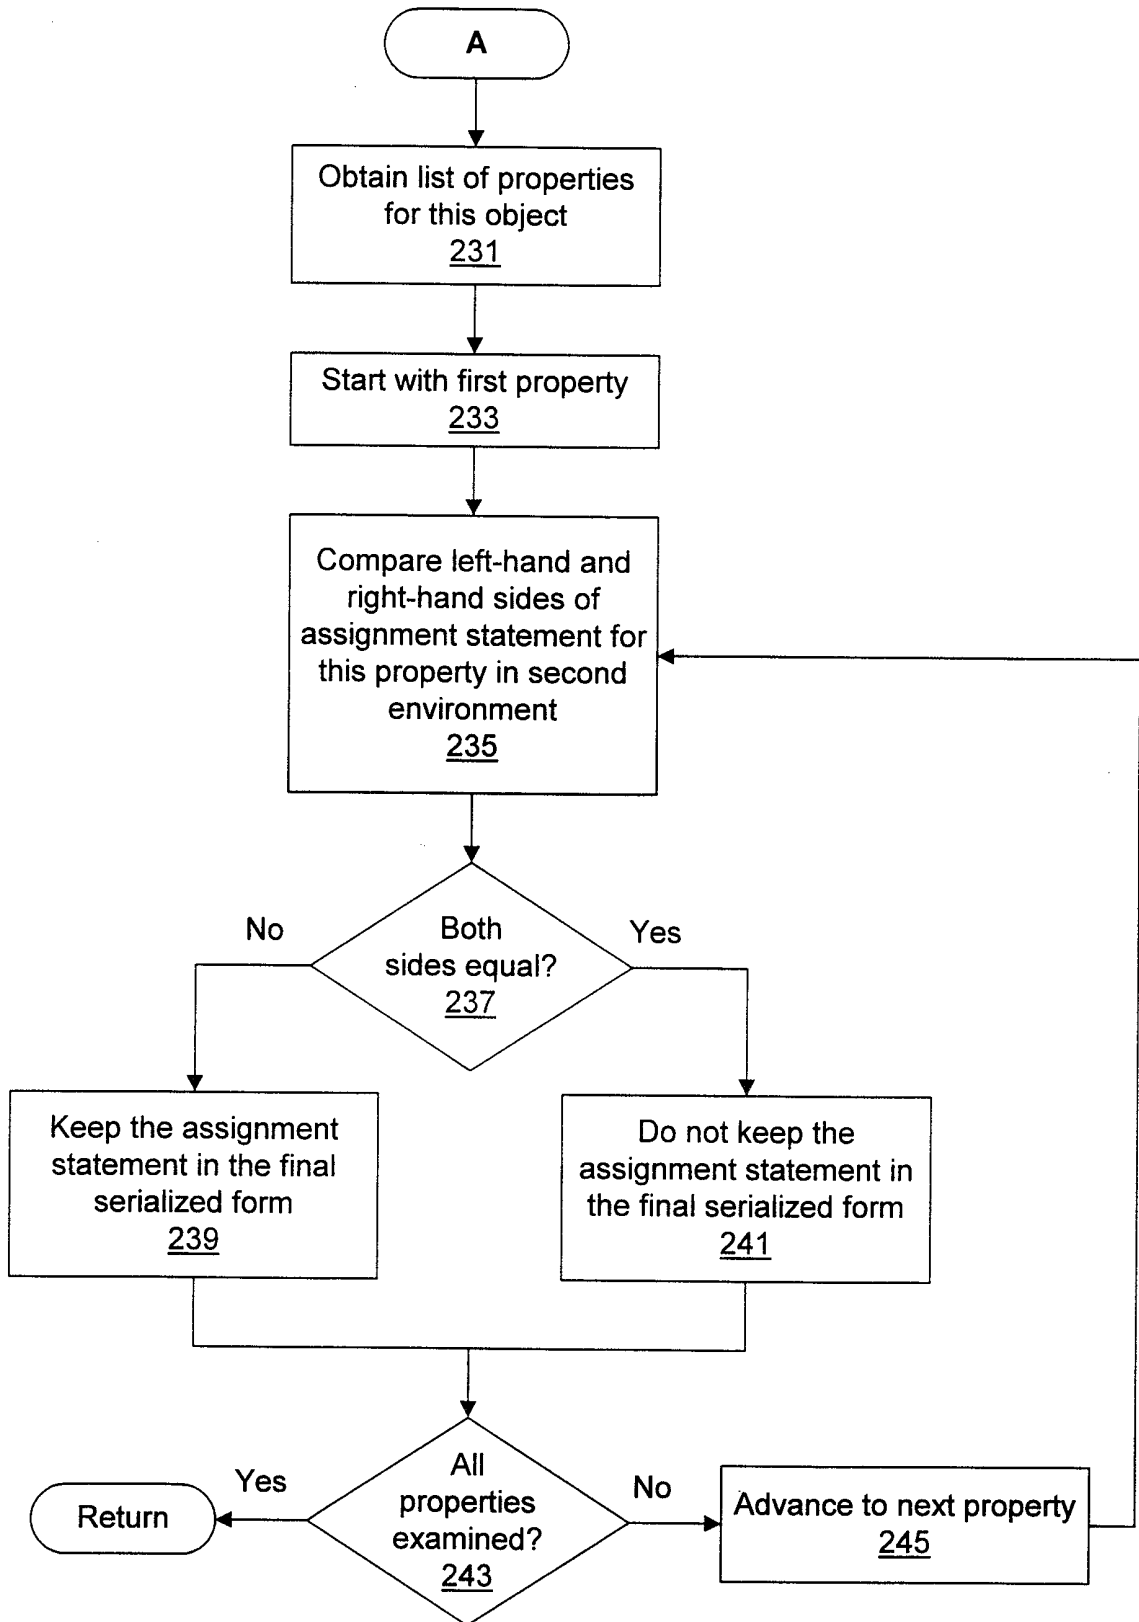 A
Obtain list of properties
for this object
231
Start with first property
233
Compare left-hand and
right-hand sides of
assignment statement for
this property in second
environment
235
No
Both
sides equal?
237
Yes
Keep the assignment
statement in the final
serialized form
239
Do not keep the
assignment statement in
the final serialized form
241
Return
Yes
All
properties
examined?
243
No
Advance to next property
245